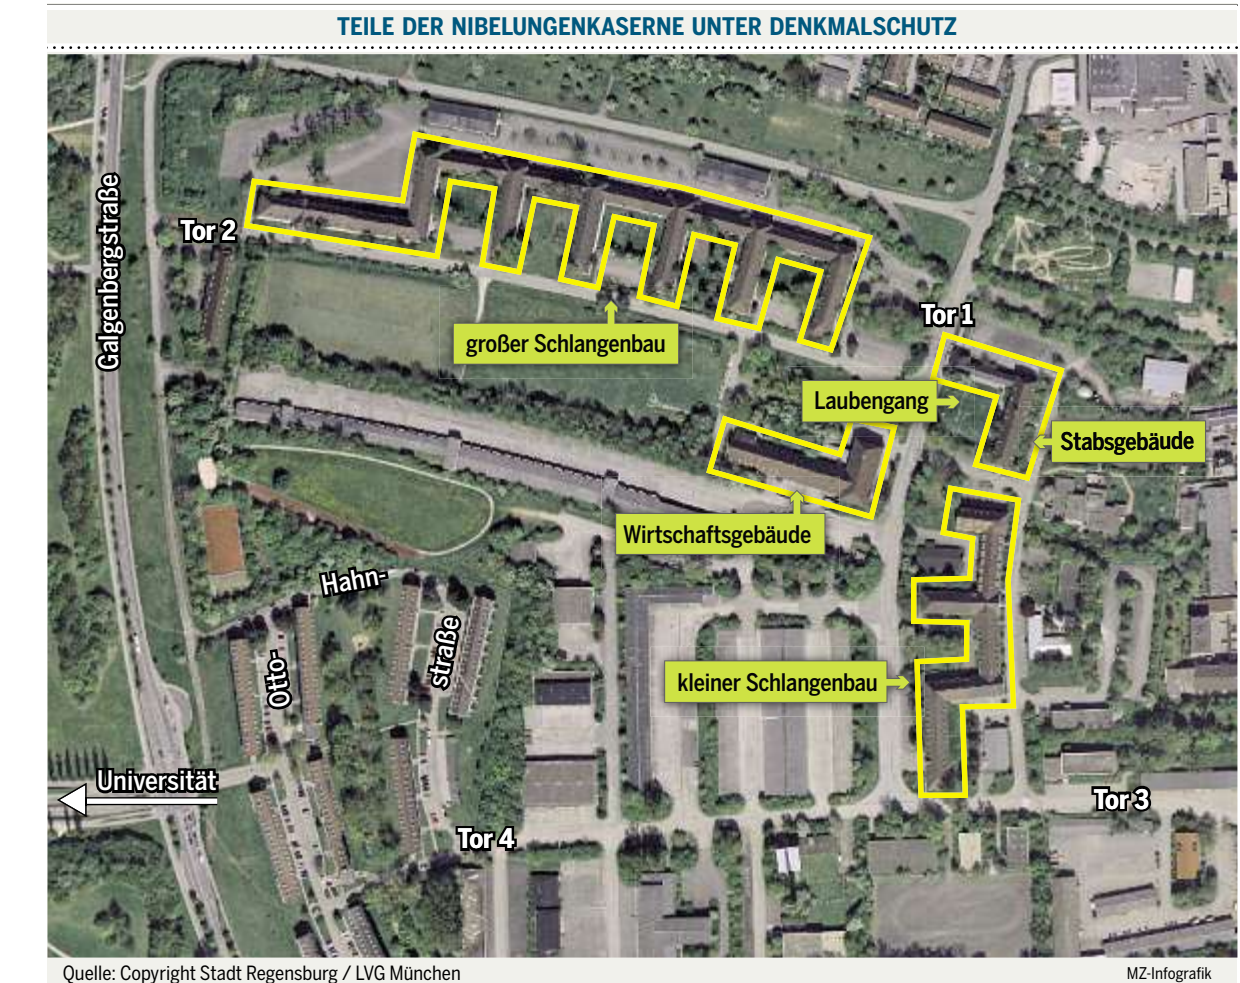 TEILE DER NIBELUNGENKASERNE UNTER DENKMALSCHUTZ
Galgenbergstraße
Tor 2
Tor 1
großer Schlangenbau
Laubengang
Stabsgebäude
Wirtschaftsgebäude
Hahn-
Otto-
straße
kleiner Schlangenbau
Universität
Tor 3
Tor 4
Quelle: Copyright Stadt Regensburg / LVG München
MZ-Infografik